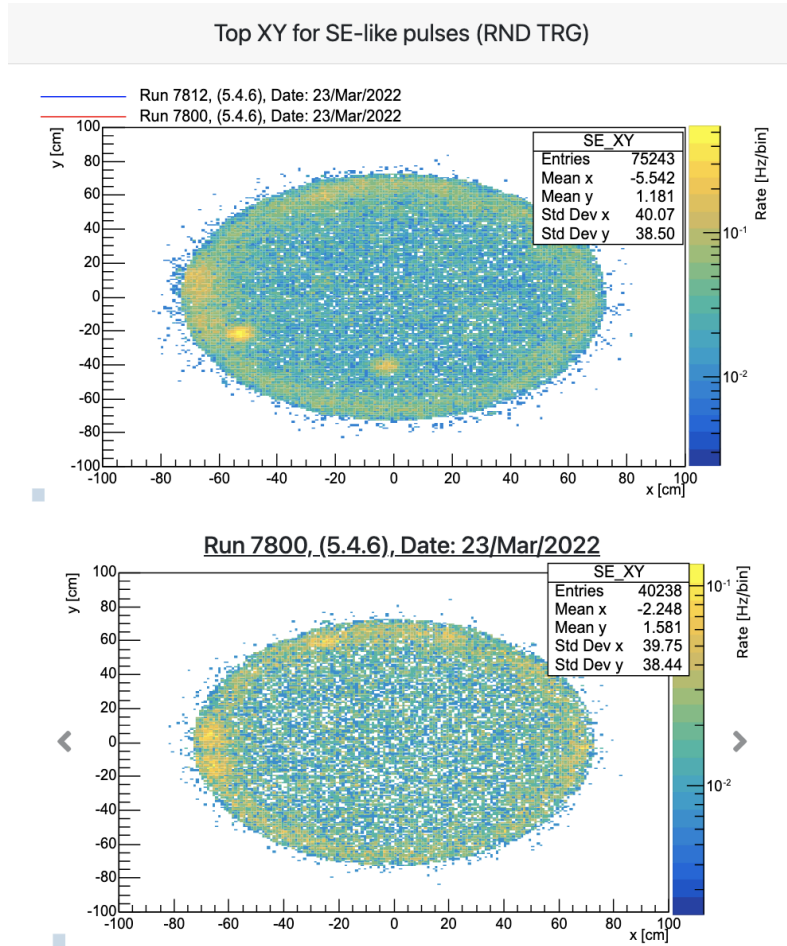 Top XY for SE-like pulses (RND TRG)
Run 7812, (5.4.6), Date: 23/Mar/2022
Run 7800, (5.4.6), Date: 23/Mar/2022
y [cm]
100
80
60
40
20
0
-20
-40
-60
-80
-100
-100 -80 -60 -40 -20 0 20 40 60 80 100
x [cm]
SE_XY
Entries 75243
Mean x -5.542
Mean y 1.181
Std Dev x 40.07
Std Dev y 38.50
Rate [Hz/bin]
10-1
10-2
Run 7800, (5.4.6), Date: 23/Mar/2022
y [cm]
100
80
60
40
20
0
-20
-40
-60
-80
-100
-100 -80 -60 -40 -20 0 20 40 60 80 100
x [cm]
SE_XY
Entries 40238
Mean x -2.248
Mean y 1.581
Std Dev x 39.75
Std Dev y 38.44
Rate [Hz/bin]
10-1
10-2